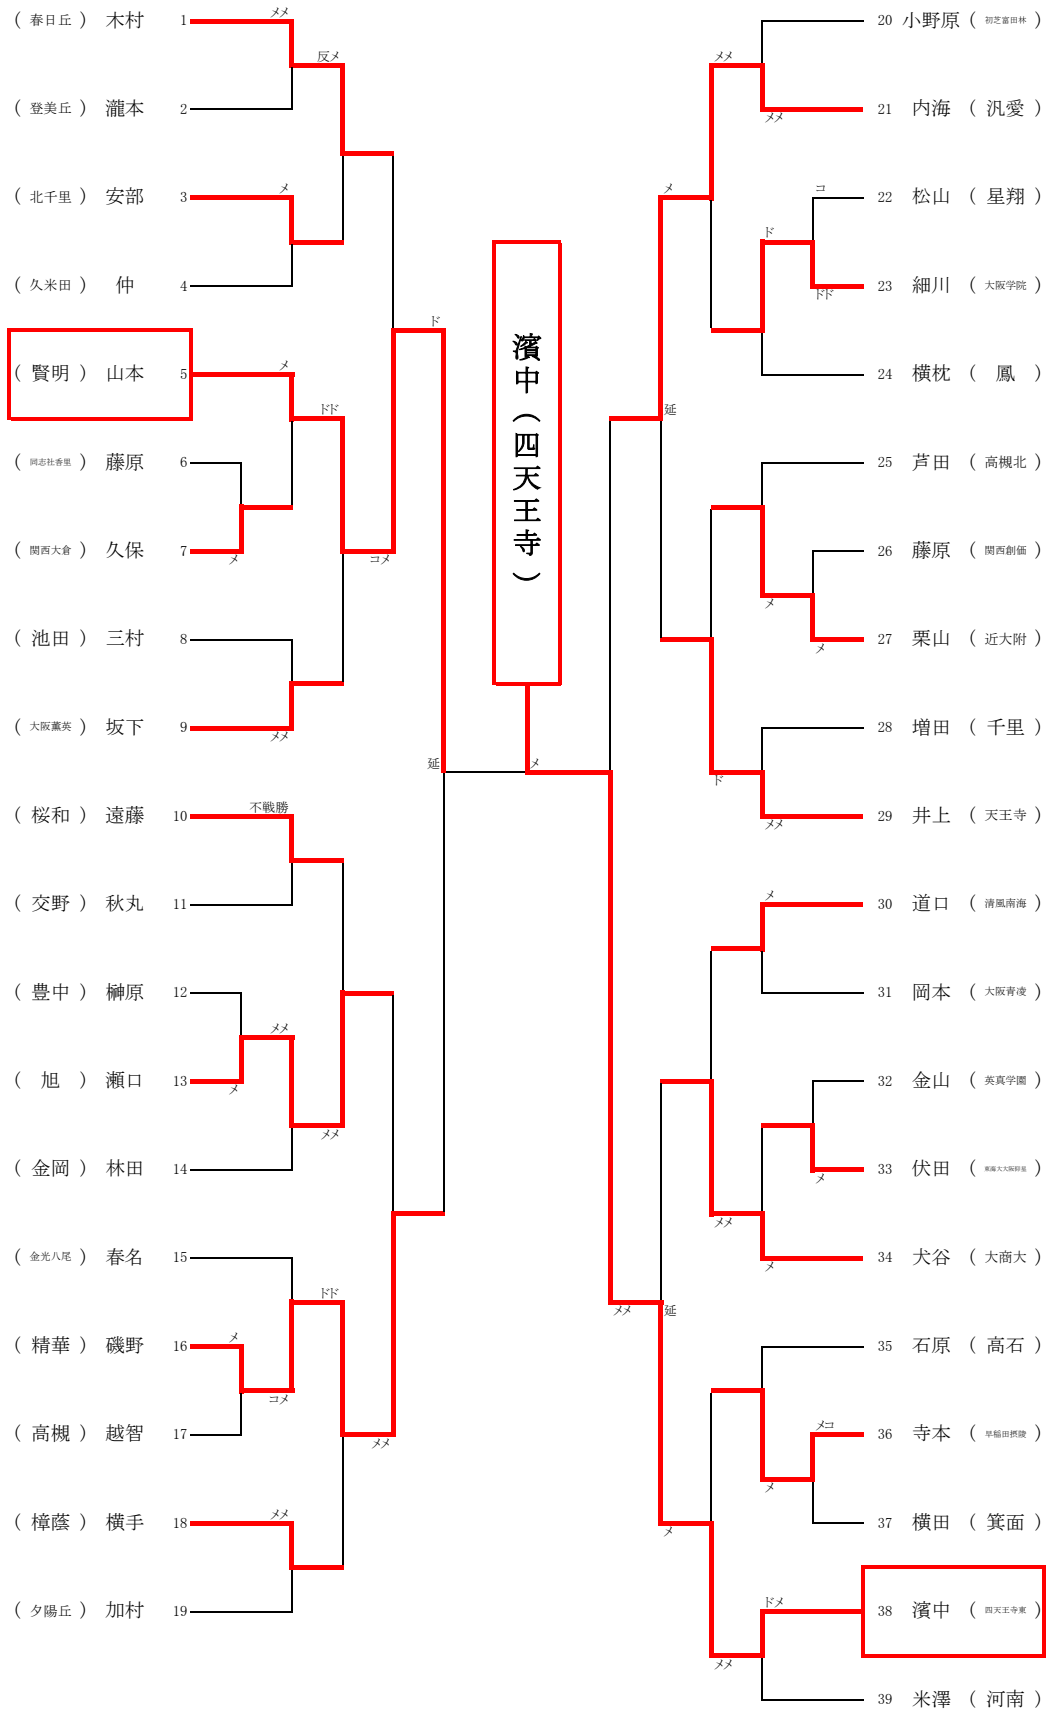 （ 春日丘 ） 木村 1
（ 登美丘 ） 瀧本 2
（ 北千里 ） 安部 3
（ 久米田 ） 仲 4
（ 賢明 ） 山本 5
（ 同志社香里 ） 藤原 6
（ 関西大倉 ） 久保 7
（ 池田 ） 三村 8
（ 大阪薫英 ） 坂下 9
（ 桜和 ） 遠藤 10
（ 交野 ） 秋丸 11
（ 豊中 ） 榊原 12
（ 旭 ） 瀬口 13
（ 金岡 ） 林田 14
（ 金光八尾 ） 春名 15
（ 精華 ） 磯野 16
（ 高槻 ） 越智 17
（ 樟蔭 ） 横手 18
（ 夕陽丘 ） 加村 19
メメ
反メ
メ
ド
メ
ドド
メ
コメ
メメ
延
不戦勝
メメ
メ
メメ
ドド
メ
コメ
メメ
メメ
濱中（四天王寺）
メ
メメ
メメ
メ
コ
ド
ドド
延
メ
メ
ド
メメ
メ
メ
メメ
メ
メメ
延
メコ
メ
メ
ドメ
メメ
20 小野原 （ 初芝富田林 ）
21 内海 （ 汎愛 ）
22 松山 （ 星翔 ）
23 細川 （ 大阪学院 ）
24 横枕 （ 鳳 ）
25 芦田 （ 高槻北 ）
26 藤原 （ 関西創価 ）
27 栗山 （ 近大附 ）
28 増田 （ 千里 ）
29 井上 （ 天王寺 ）
30 道口 （ 清風南海 ）
31 岡本 （ 大阪青凌 ）
32 金山 （ 英真学園 ）
33 伏田 （ 東海大大阪仰星 ）
34 犬谷 （ 大商大 ）
35 石原 （ 高石 ）
36 寺本 （ 早稲田摂陵 ）
37 横田 （ 箕面 ）
38 濱中 （ 四天王寺東 ）
39 米澤 （ 河南 ）